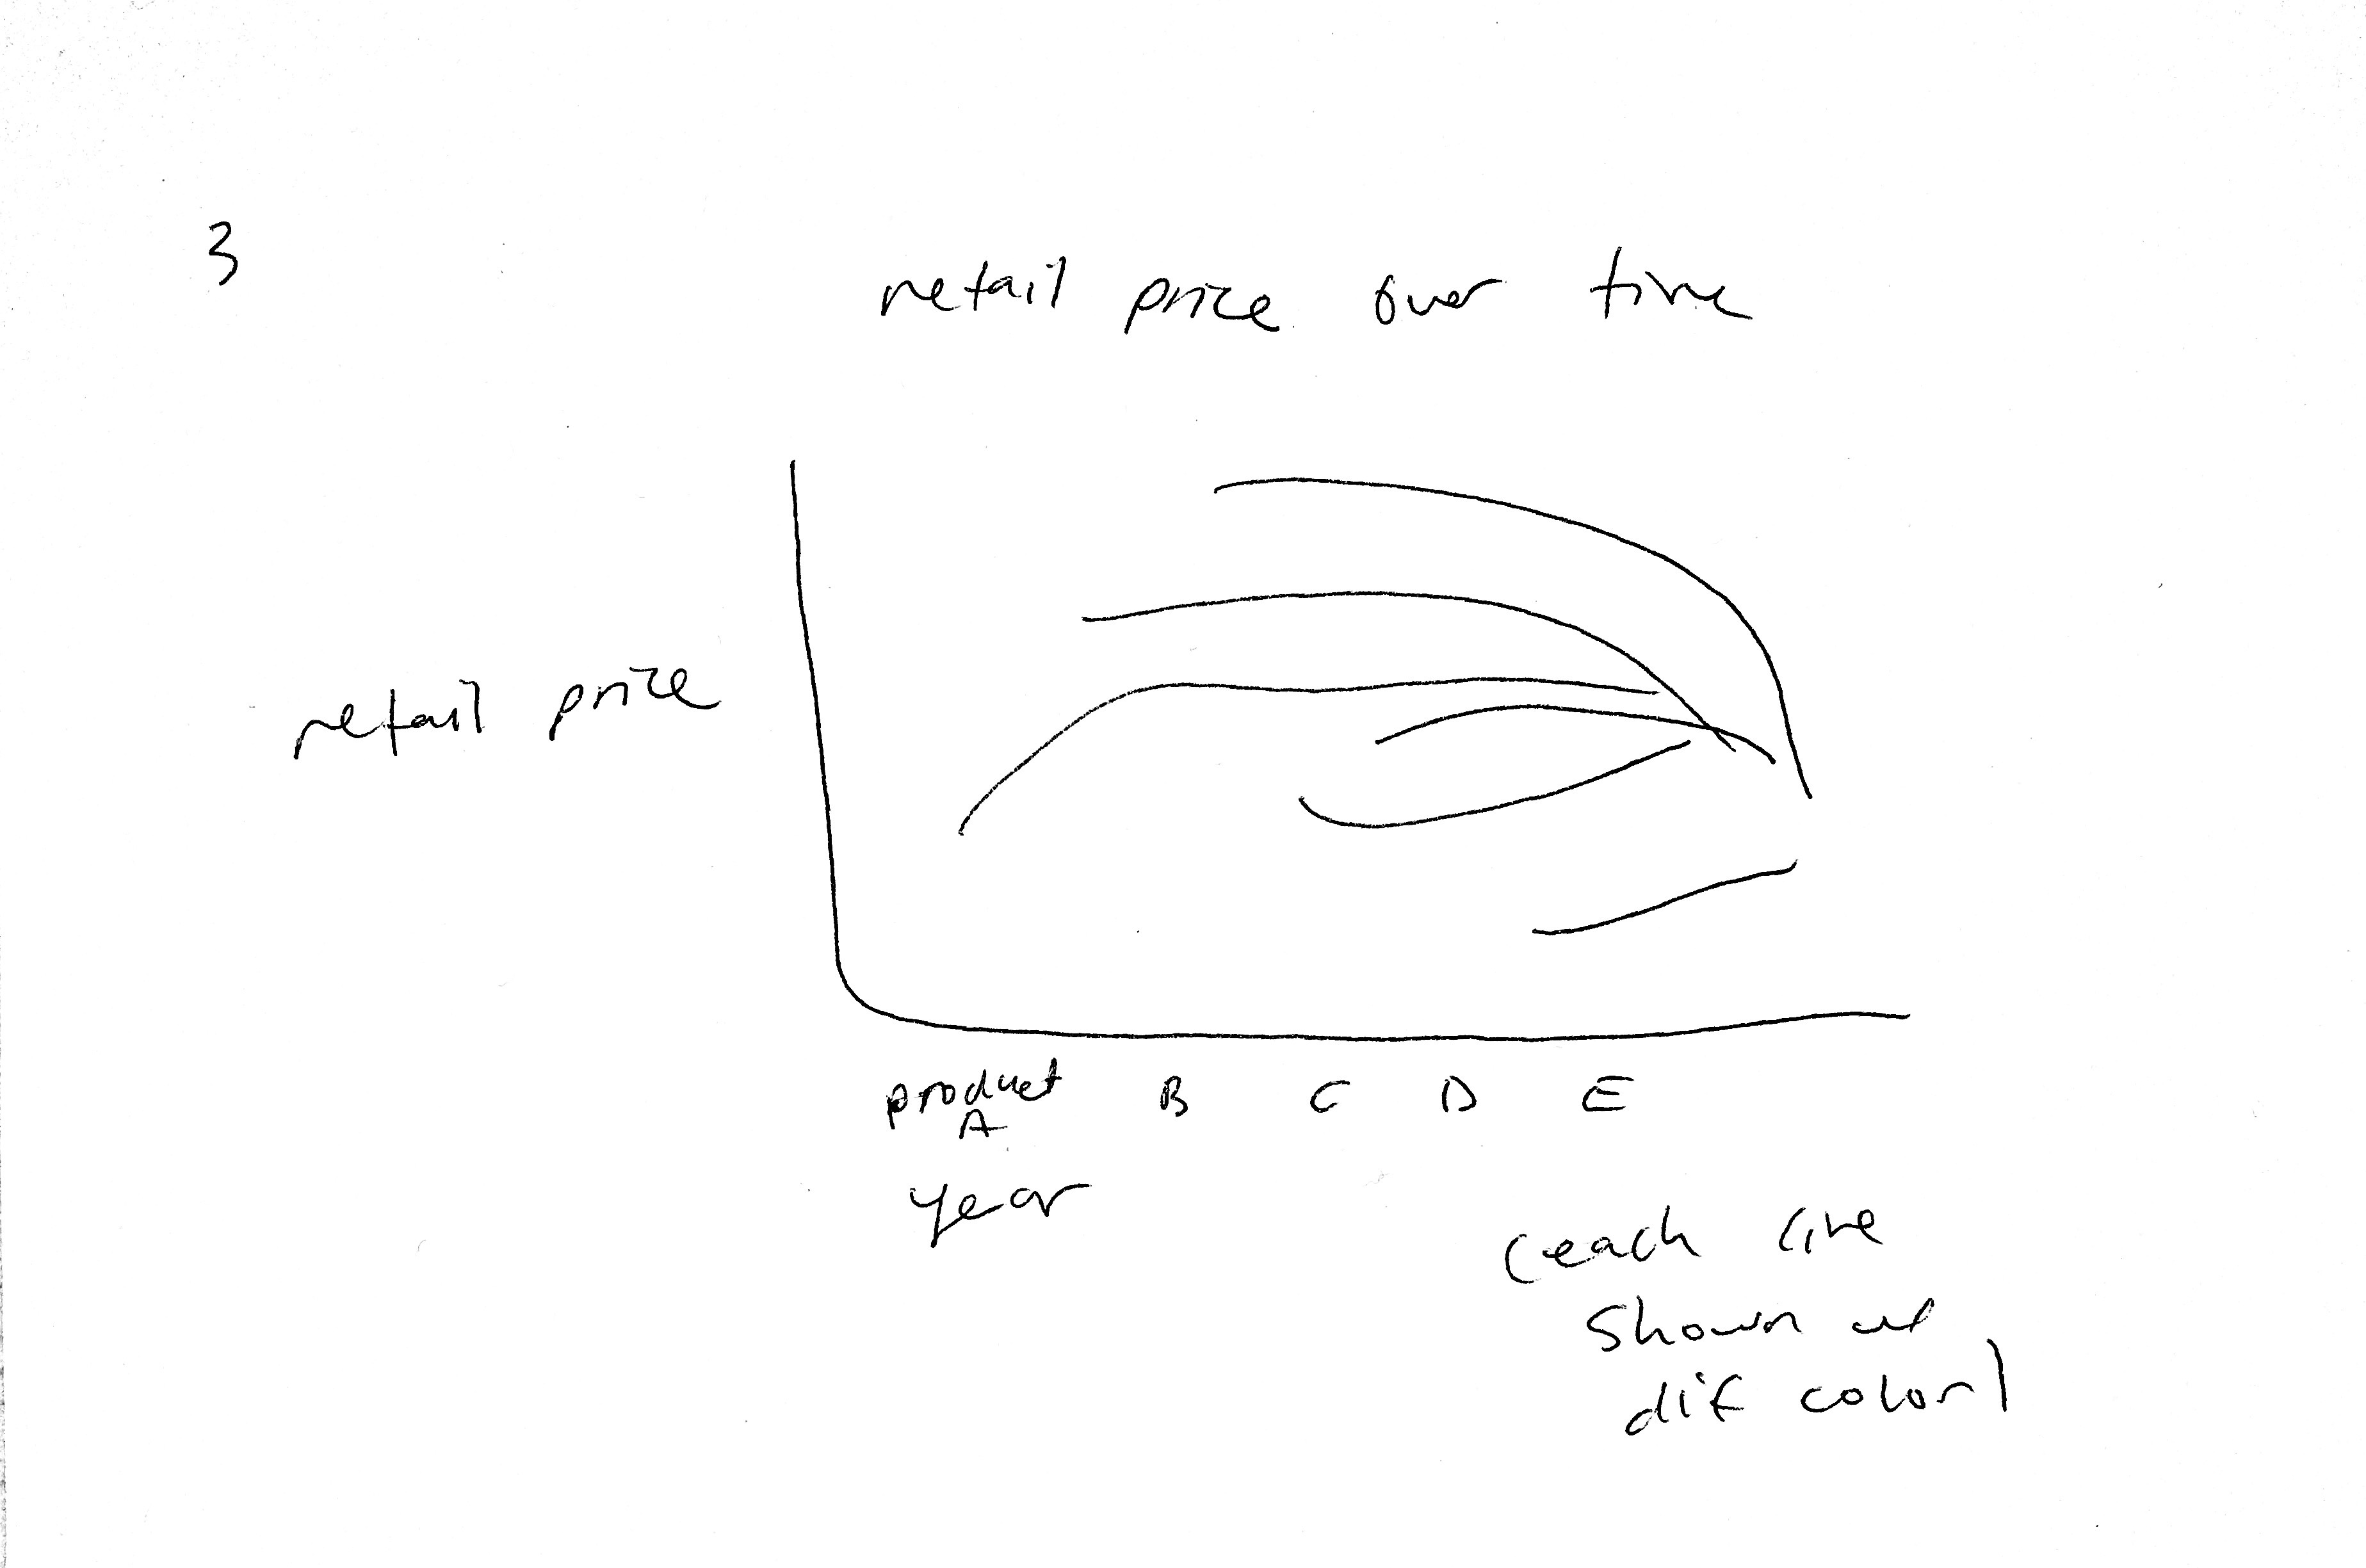 3
retail price over time
retail price
product B C D E
A
year
(each line
shown w/
dif color)